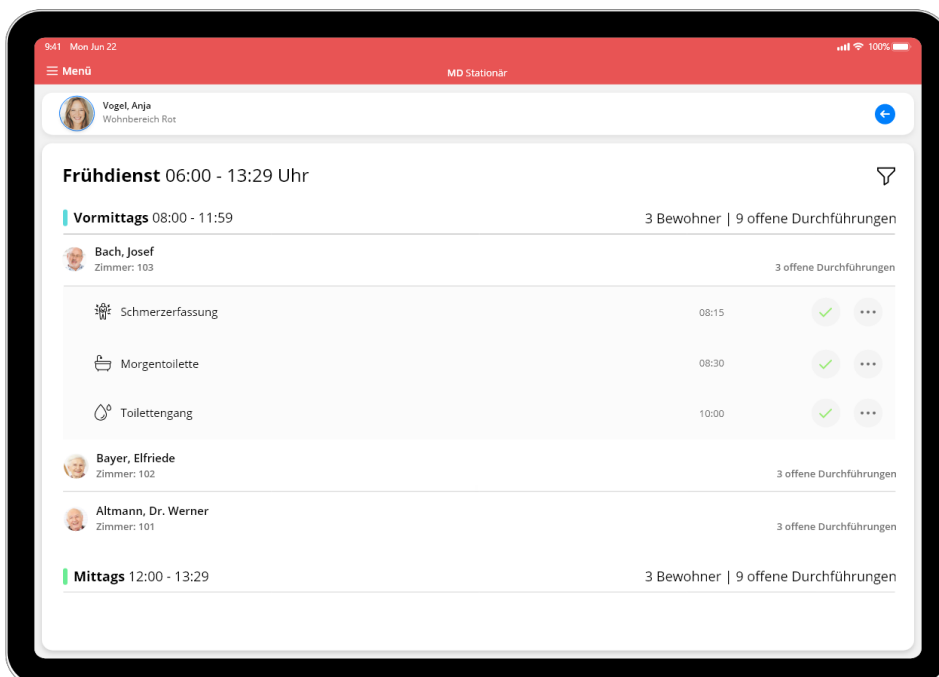 9:41 Mon Jun 22 100%
Menü MD Stationär
Vogel, Anja
Wohnbereich Rot
Frühdienst 06:00 - 13:29 Uhr
Vormittags 08:00 - 11:59 3 Bewohner | 9 offene Durchführungen
Bach, Josef
Zimmer: 103 3 offene Durchführungen
Schmerzerfassung 08:15
Morgentoilette 08:30
Toilettengang 10:00
Bayer, Elfriede
Zimmer: 102 3 offene Durchführungen
Altmann, Dr. Werner
Zimmer: 101 3 offene Durchführungen
Mittags 12:00 - 13:29 3 Bewohner | 9 offene Durchführungen